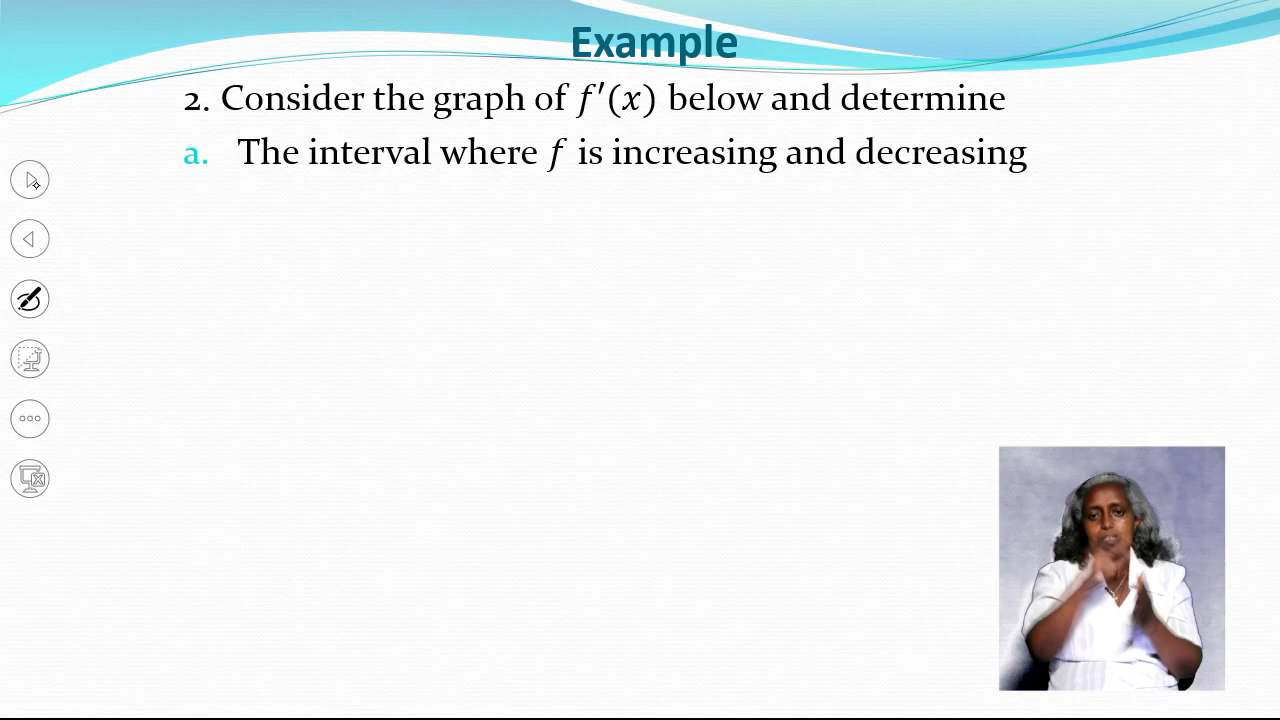 Example
2. Consider the graph of f′(x) below and determine
a. The interval where f is increasing and decreasing